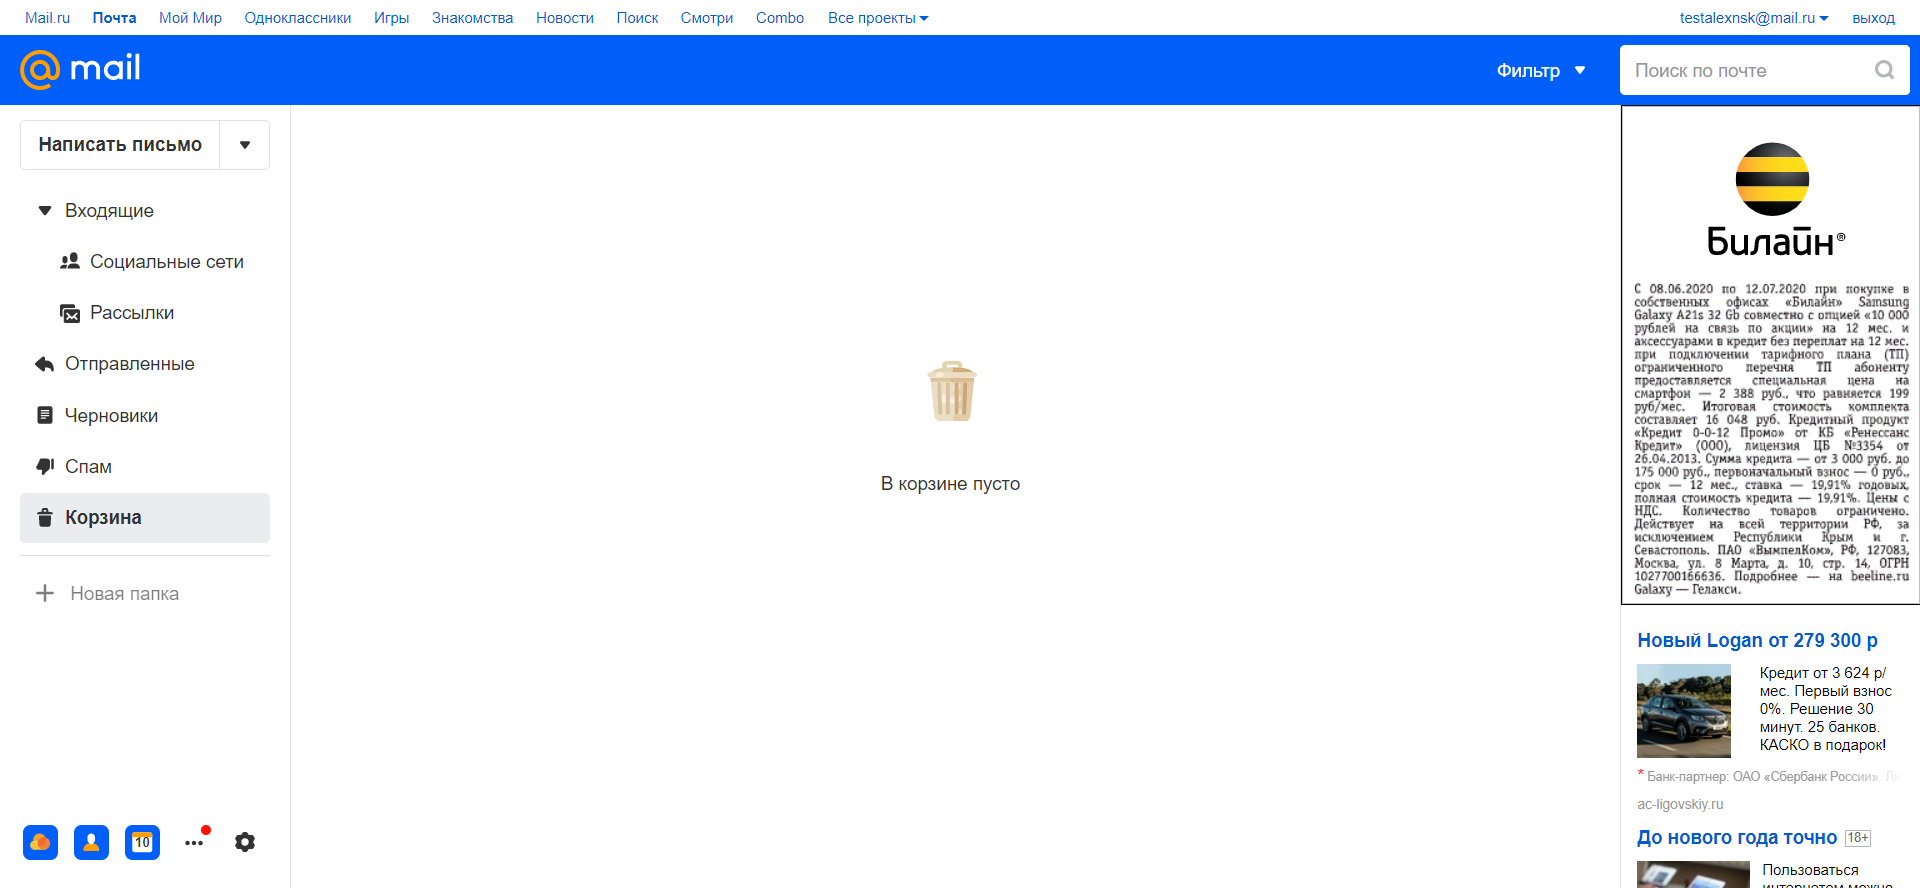 Mail.ru Почта Мой Мир Одноклассники Игры Знакомства Новости Поиск Смотри Combo Все проекты testalexnsk@mail.ru выход
mail Фильтр Поиск по почте
Написать письмо
Входящие
Социальные сети
Рассылки
Отправленные
Черновики
Спам
Корзина
Новая папка
10
В корзине пусто
Билайн®
С 08.06.2020 по 12.07.2020 при покупке в
собственных офисах «Билайн» Samsung
Galaxy A21s 32 Gb совместно с опцией «10 000
рублей на связь по акции» на 12 мес. и
аксессуарами в кредит без переплат на 12 мес.
при подключении тарифного плана (ТП)
ограниченного перечня ТП абоненту
предоставляется специальная цена на
смартфон — 2 388 руб., что равняется 199
руб/мес. Итоговая стоимость комплекта
составляет 16 048 руб. Кредитный продукт
«Кредит 0-0-12 Промо» от КБ «Ренессанс
Кредит» (ООО), лицензия ЦБ №3354 от
26.04.2013. Сумма кредита — от 3 000 руб. до
175 000 руб., первоначальный взнос — 0 руб.,
срок — 12 мес., ставка — 19,91% годовых,
полная стоимость кредита — 19,91%. Цены с
НДС. Количество товаров ограничено.
Действует на всей территории РФ, за
исключением Республики Крым и г.
Севастополь. ПАО «ВымпелКом», РФ, 127083,
Москва, ул. 8 Марта, д. 10, стр. 14, ОГРН
1027700166636. Подробнее — на beeline.ru
Galaxy — Гелакси.
Новый Logan от 279 300 р
Кредит от 3 624 р/
мес. Первый взнос
0%. Решение 30
минут. 25 банков.
КАСКО в подарок!
* Банк-партнер: ОАО «Сбербанк России».
ac-ligovskiy.ru
До нового года точно 18+
Пользоваться
интернетом можно